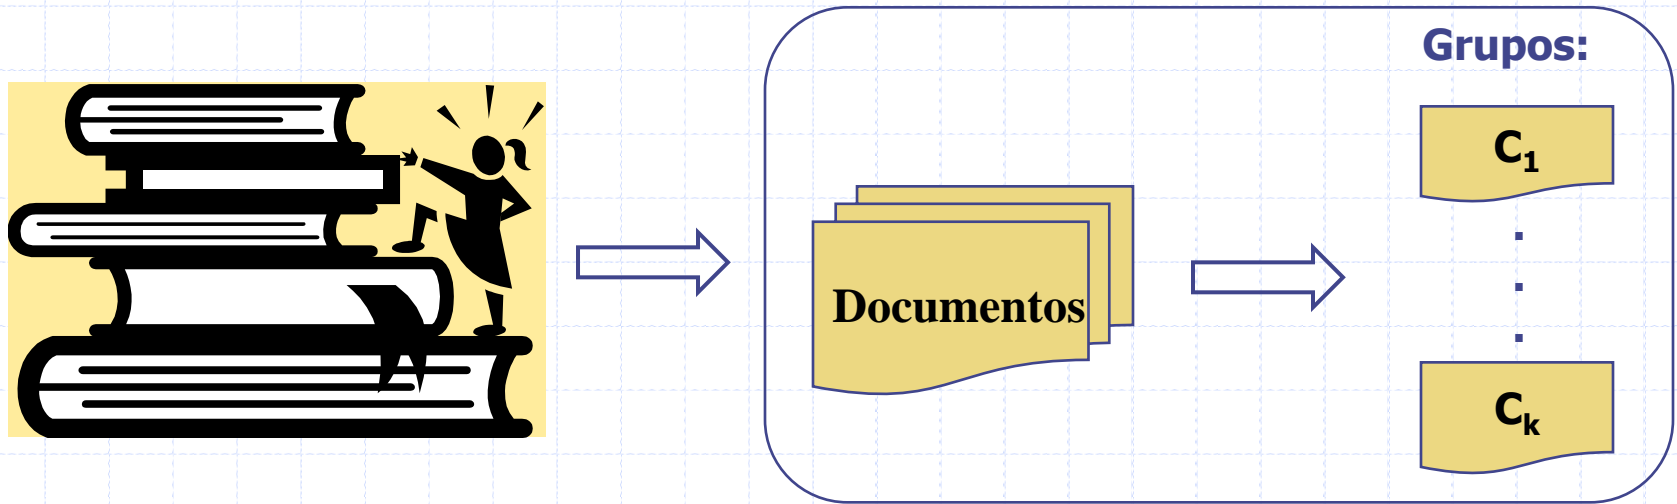 Grupos:
C₁
.
.
.
Documentos
Cₖ